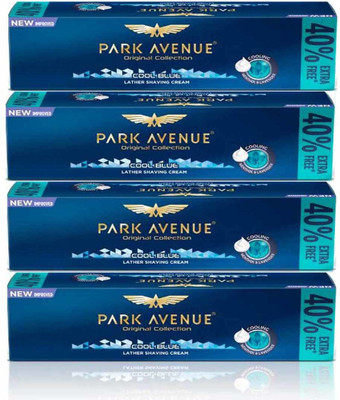 NEW IMPROVED
PARK AVENUE
Original Collection
COOL BLUE
LATHER SHAVING CREAM
COOLING
40% EXTRA FREE*
NEW IMPROVED
PARK AVENUE
Original Collection
COOL BLUE
LATHER SHAVING CREAM
COOLING
40% EXTRA FREE*
NEW IMPROVED
PARK AVENUE
Original Collection
COOL BLUE
LATHER SHAVING CREAM
COOLING
40% EXTRA FREE*
NEW IMPROVED
PARK AVENUE
Original Collection
COOL BLUE
LATHER SHAVING CREAM
COOLING
40% EXTRA FREE*